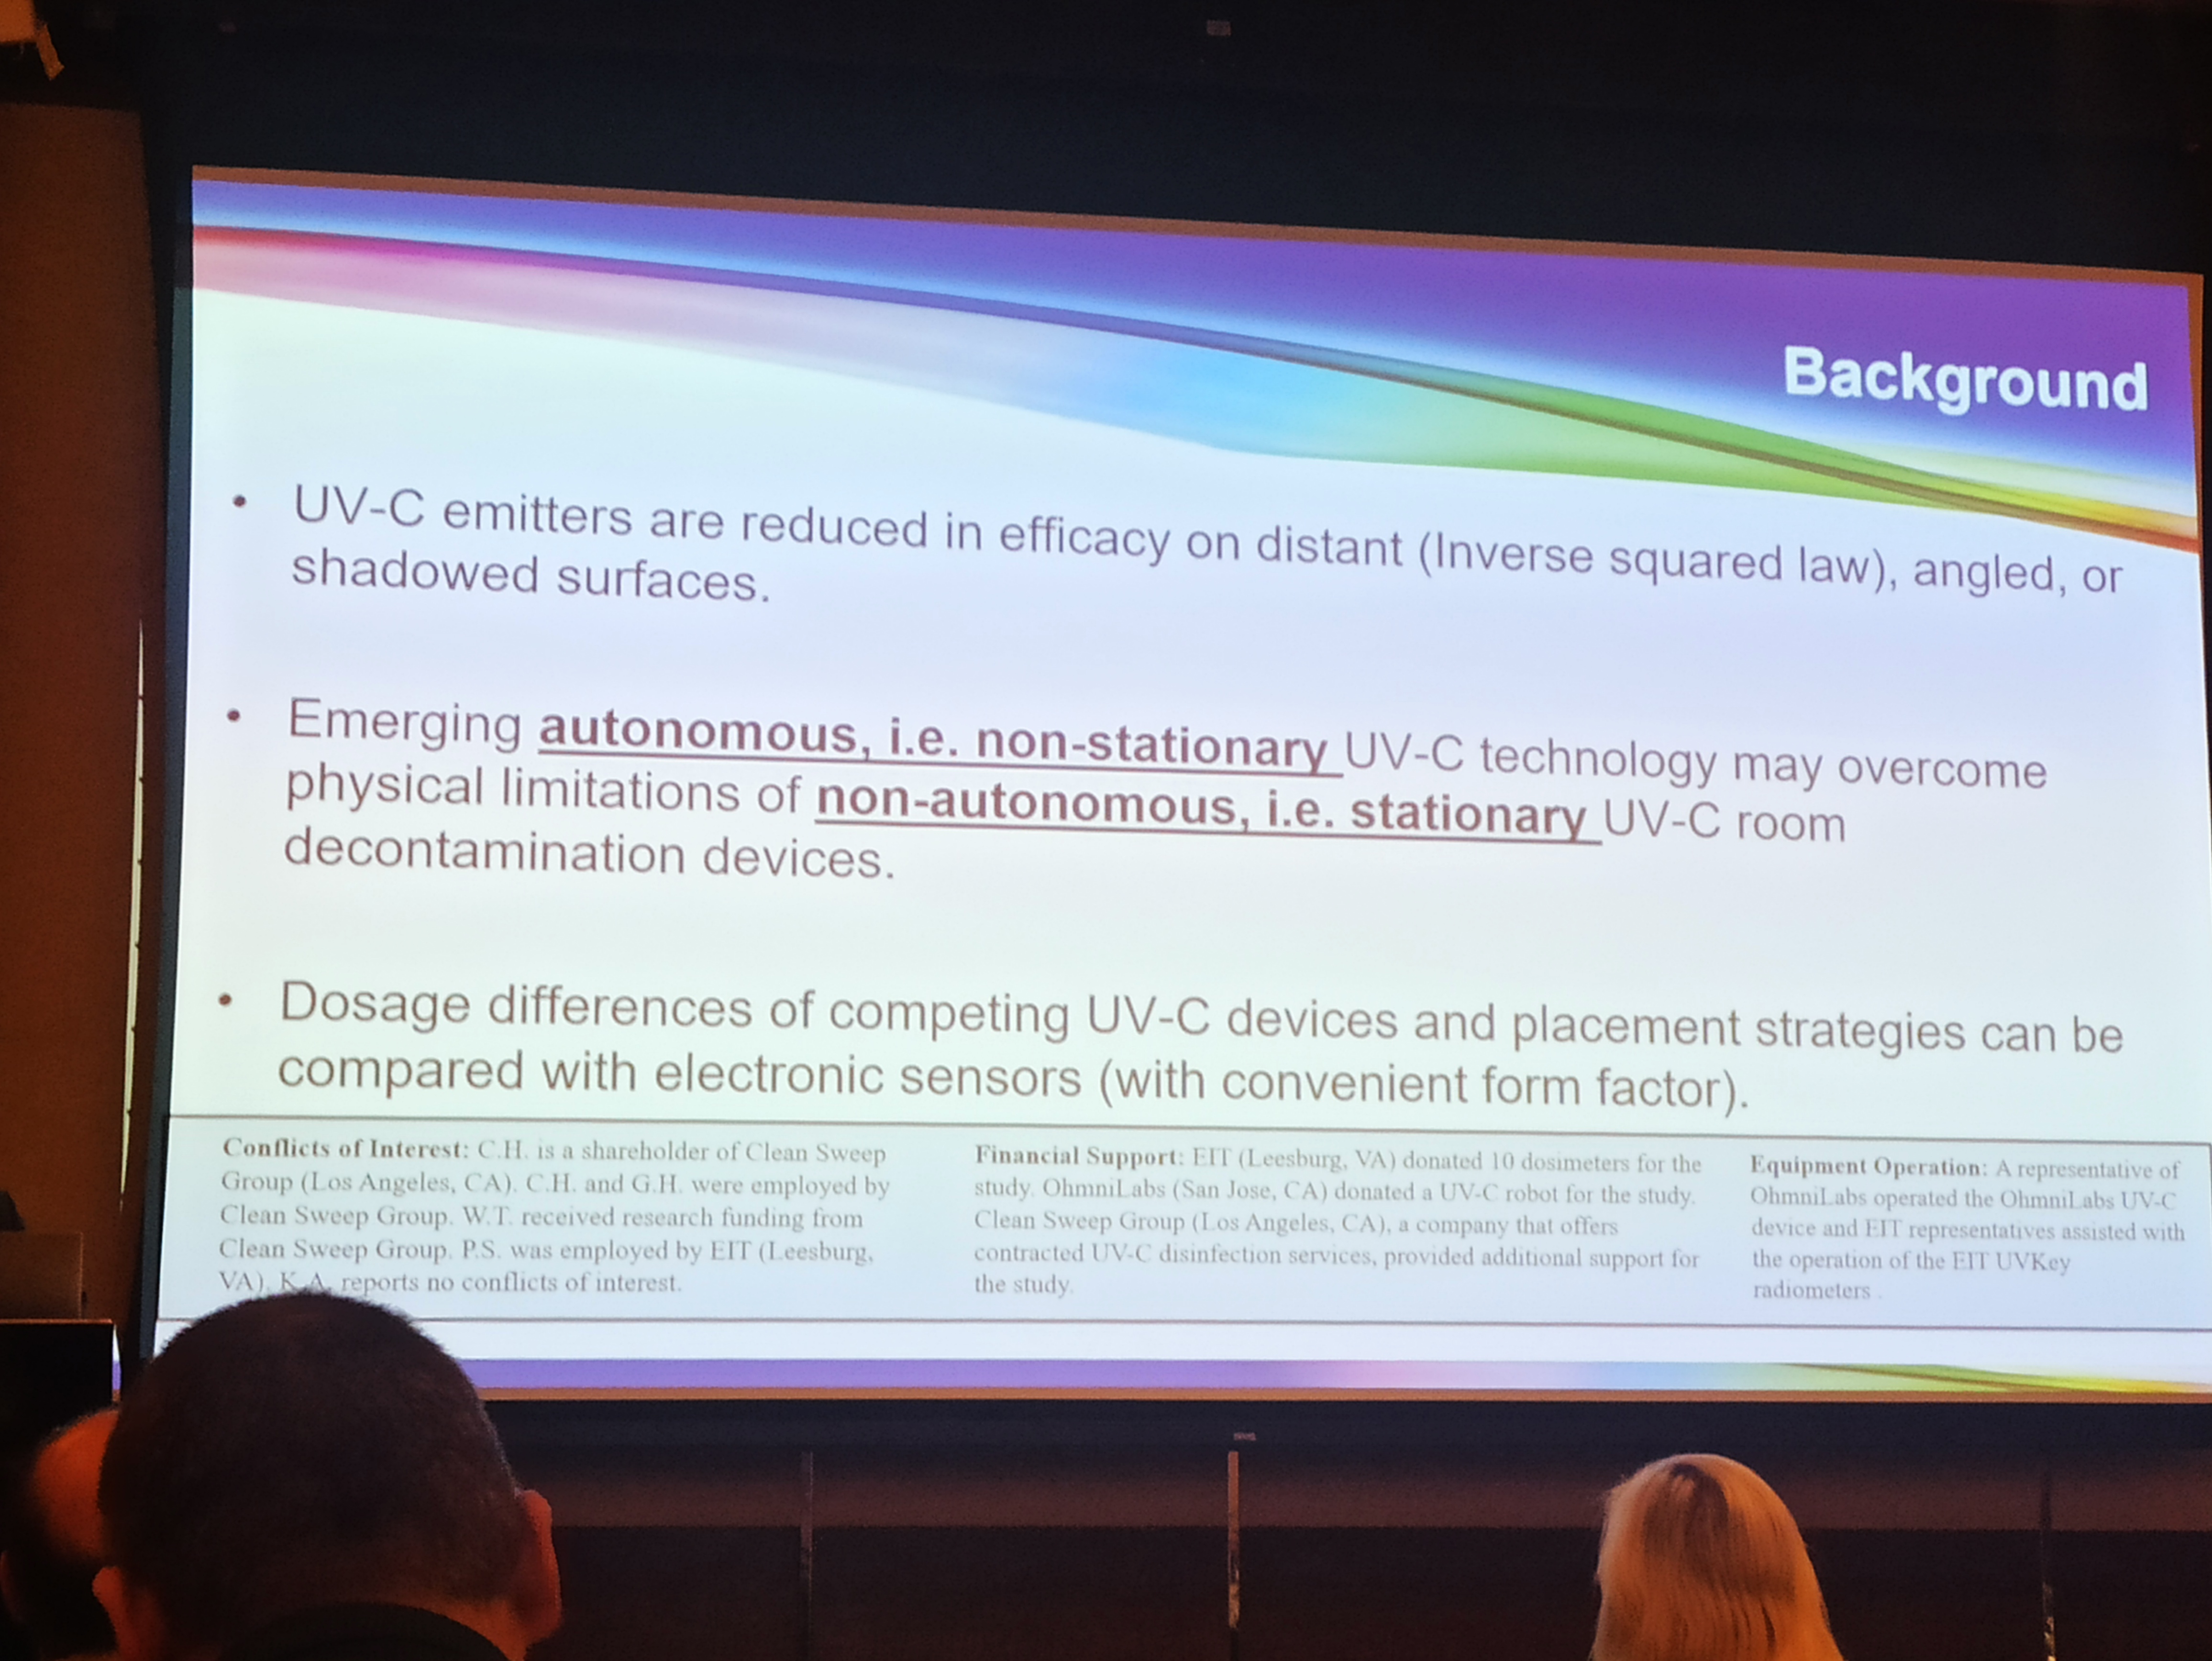 Background
• UV-C emitters are reduced in efficacy on distant (Inverse squared law), angled, or
shadowed surfaces.
• Emerging autonomous, i.e. non-stationary UV-C technology may overcome
physical limitations of non-autonomous, i.e. stationary UV-C room
decontamination devices.
• Dosage differences of competing UV-C devices and placement strategies can be
compared with electronic sensors (with convenient form factor).
Conflicts of Interest: C.H. is a shareholder of Clean Sweep
Group (Los Angeles, CA). C.H. and G.H. were employed by
Clean Sweep Group. W.T. received research funding from
Clean Sweep Group. P.S. was employed by EIT (Leesburg,
VA). K.A. reports no conflicts of interest.
Financial Support: EIT (Leesburg, VA) donated 10 dosimeters for the
study. OhmniLabs (San Jose, CA) donated a UV-C robot for the study.
Clean Sweep Group (Los Angeles, CA), a company that offers
contracted UV-C disinfection services, provided additional support for
the study.
Equipment Operation: A representative of
OhmniLabs operated the OhmniLabs UV-C
device and EIT representatives assisted with
the operation of the EIT UVKey
radiometers .